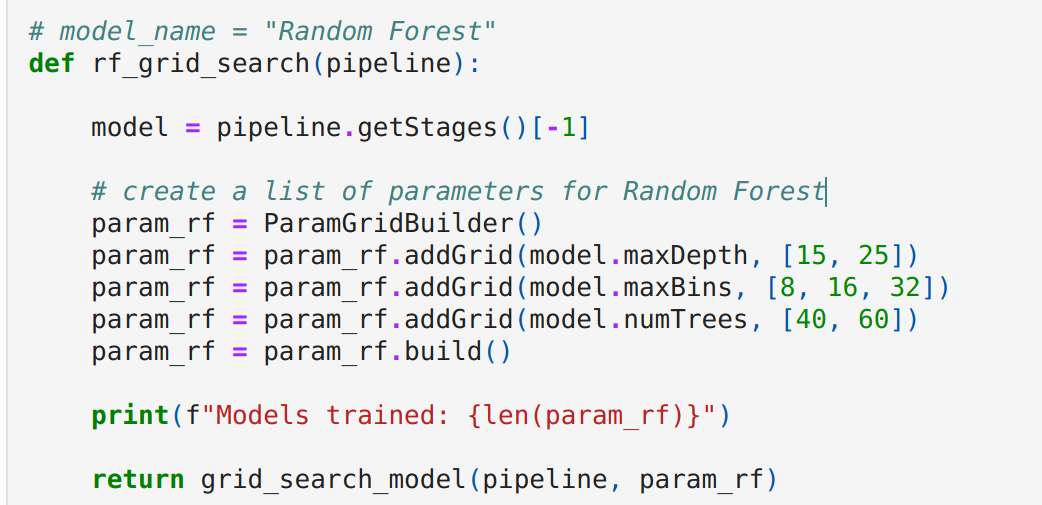 # model_name = "Random Forest"
def rf_grid_search(pipeline):
model = pipeline.getStages()[-1]
# create a list of parameters for Random Forest
param_rf = ParamGridBuilder()
param_rf = param_rf.addGrid(model.maxDepth, [15, 25])
param_rf = param_rf.addGrid(model.maxBins, [8, 16, 32])
param_rf = param_rf.addGrid(model.numTrees, [40, 60])
param_rf = param_rf.build()
print(f"Models trained: {len(param_rf)}")
return grid_search_model(pipeline, param_rf)